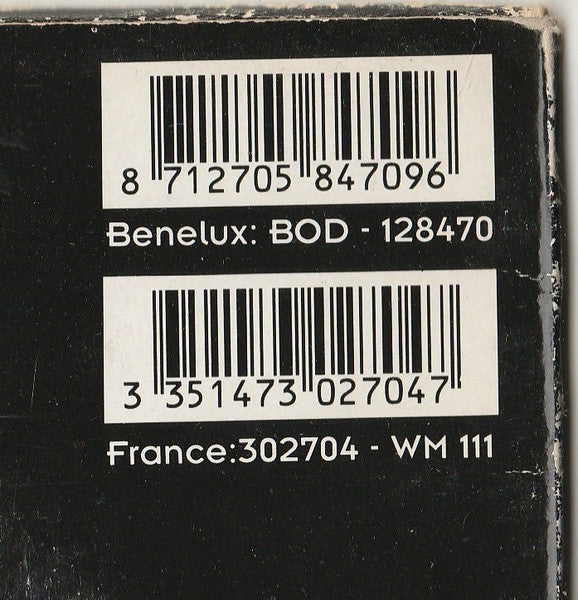 8 712705 847096
Benelux: BOD - 128470
3 351473 027047
France:302704 - WM 111